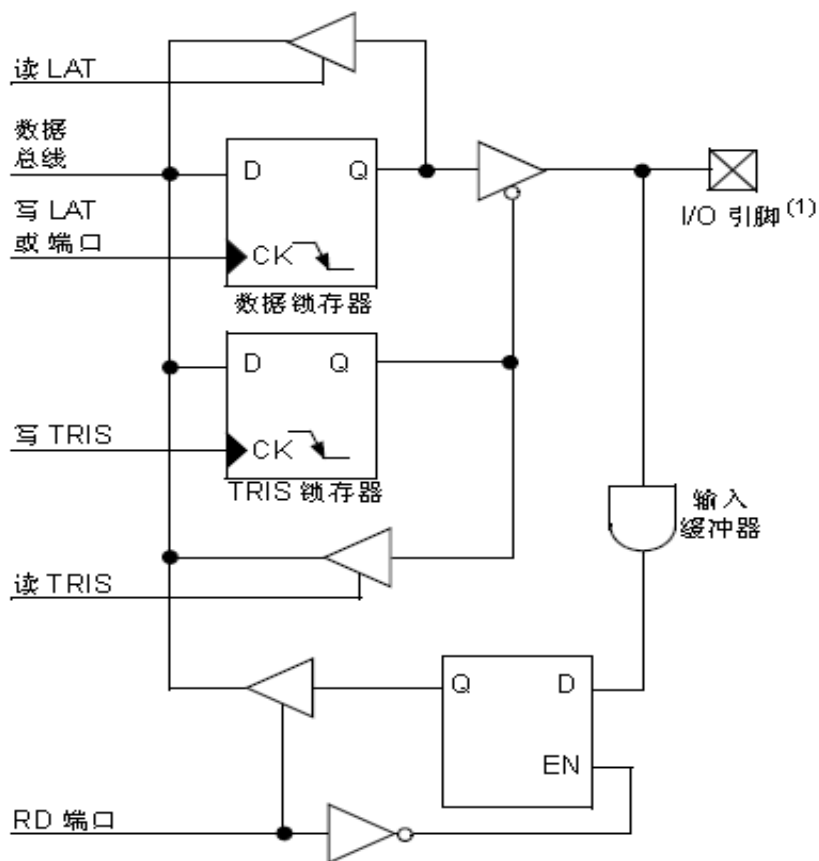 读 LAT
数据
总线
D Q
写 LAT
或 端口
CK
数据 锁存器
I/O 引脚(1)
D Q
写 TRIS
CK
TRIS 锁存器
输入
缓冲器
读 TRIS
Q D
EN
RD 端口